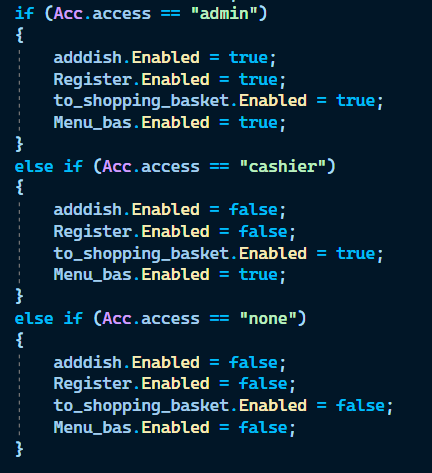 if (Acc.access == "admin")
{
    adddish.Enabled = true;
    Register.Enabled = true;
    to_shopping_basket.Enabled = true;
    Menu_bas.Enabled = true;
}
else if (Acc.access == "cashier")
{
    adddish.Enabled = false;
    Register.Enabled = false;
    to_shopping_basket.Enabled = true;
    Menu_bas.Enabled = true;
}
else if (Acc.access == "none")
{
    adddish.Enabled = false;
    Register.Enabled = false;
    to_shopping_basket.Enabled = false;
    Menu_bas.Enabled = false;
}